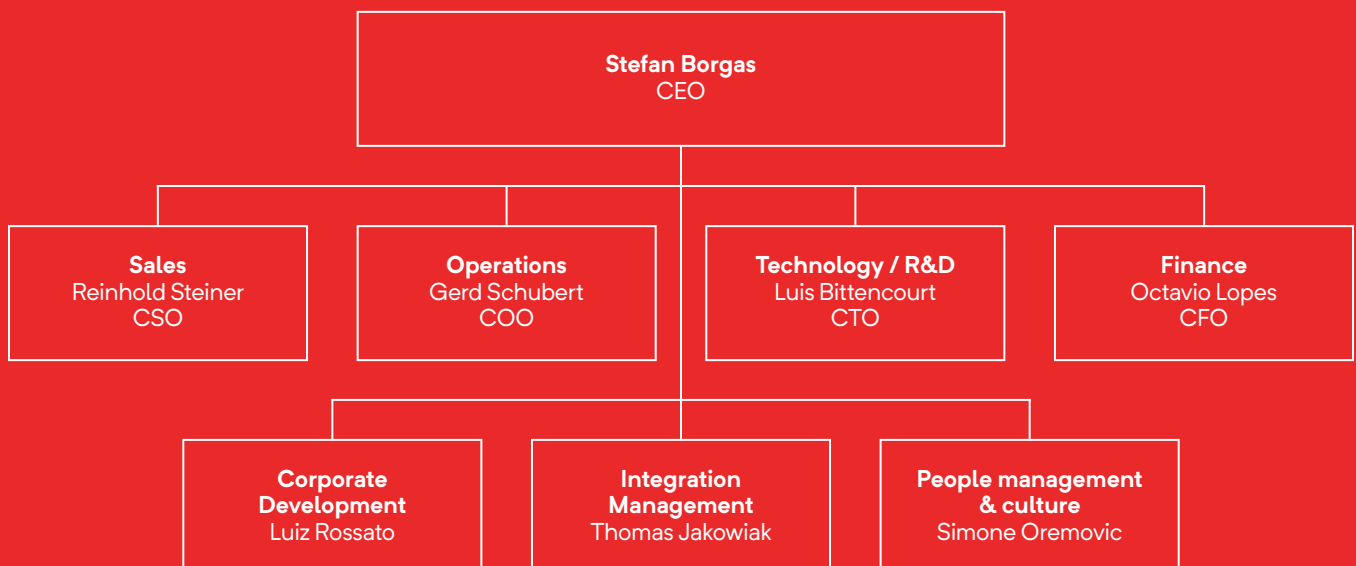 Stefan Borgas
CEO
Sales
Reinhold Steiner
CSO
Operations
Gerd Schubert
COO
Technology / R&D
Luis Bittencourt
CTO
Finance
Octavio Lopes
CFO
Corporate
Development
Luiz Rossato
Integration
Management
Thomas Jakowiak
People management
& culture
Simone Oremovic